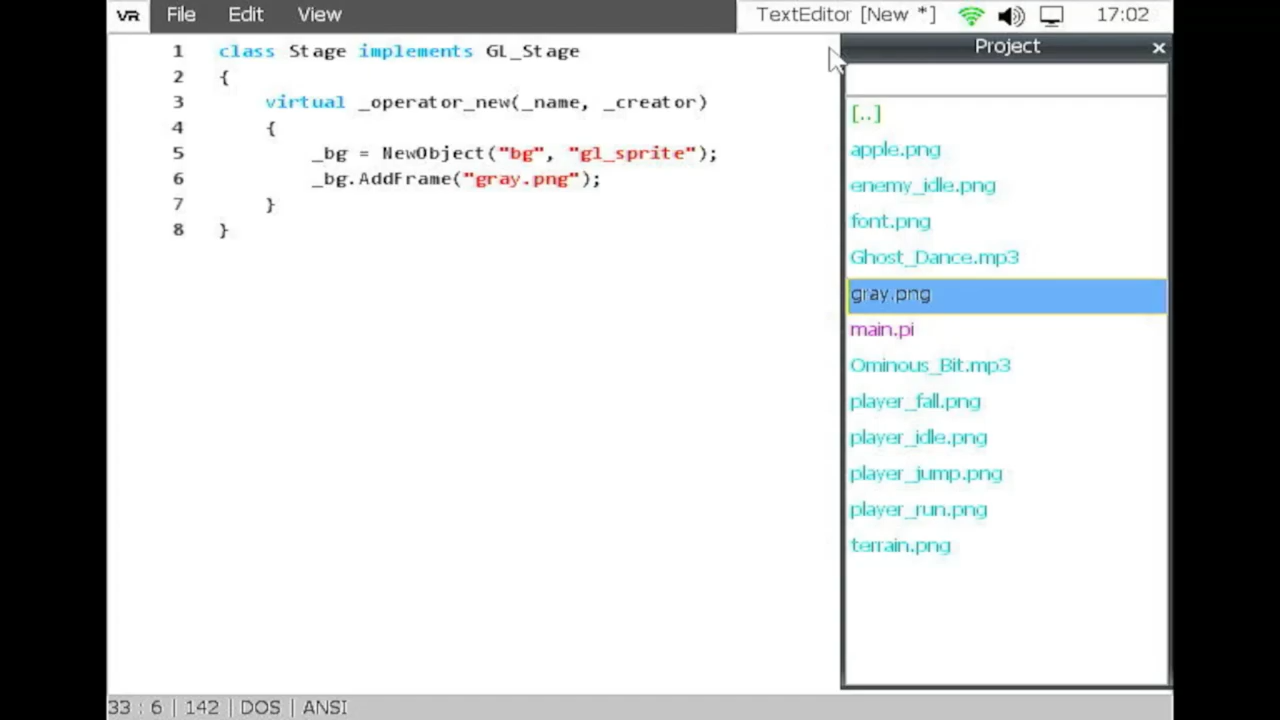 VR File Edit View TextEditor [New *] 17:02
1 class Stage implements GL_Stage
2 {
3 virtual _operator_new(_name, _creator)
4 {
5 _bg = NewObject("bg", "gl_sprite");
6 _bg.AddFrame("gray.png");
7 }
8 }
Project ×
[..]
apple.png
enemy_idle.png
font.png
Ghost_Dance.mp3
gray.png
main.pi
Ominous_Bit.mp3
player_fall.png
player_idle.png
player_jump.png
player_run.png
terrain.png
33 : 6 | 142 | DOS | ANSI